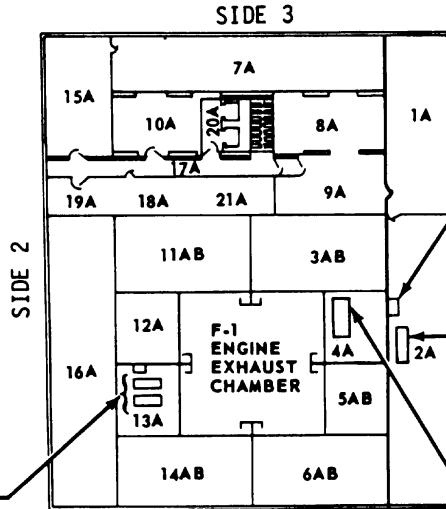 SIDE 3
7A
15A
1A
10A
20A
8A
7A
19A
18A
21A
9A
SIDE 2
11AB
3AB
12A
F-1
ENGINE
EXHAUST
CHAMBER
4A
2A
16A
5AB
13A
14AB
6AB